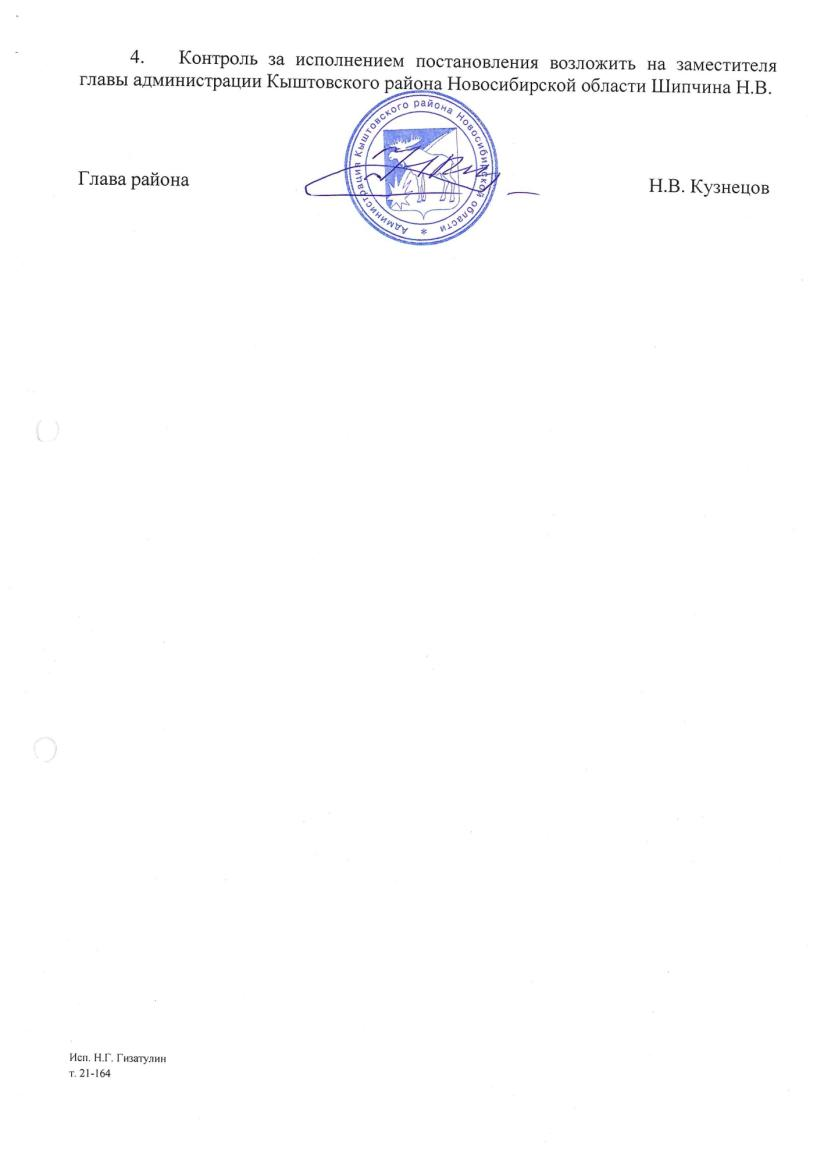 4. Контроль за исполнением постановления возложить на заместителя
главы администрации Кыштовского района Новосибирской области Шипчина Н.В.
Администрация Кыштовского района Новосибирской области *
Глава района
Н.В. Кузнецов
Исп. Н.Г. Гизатулин
т. 21-164